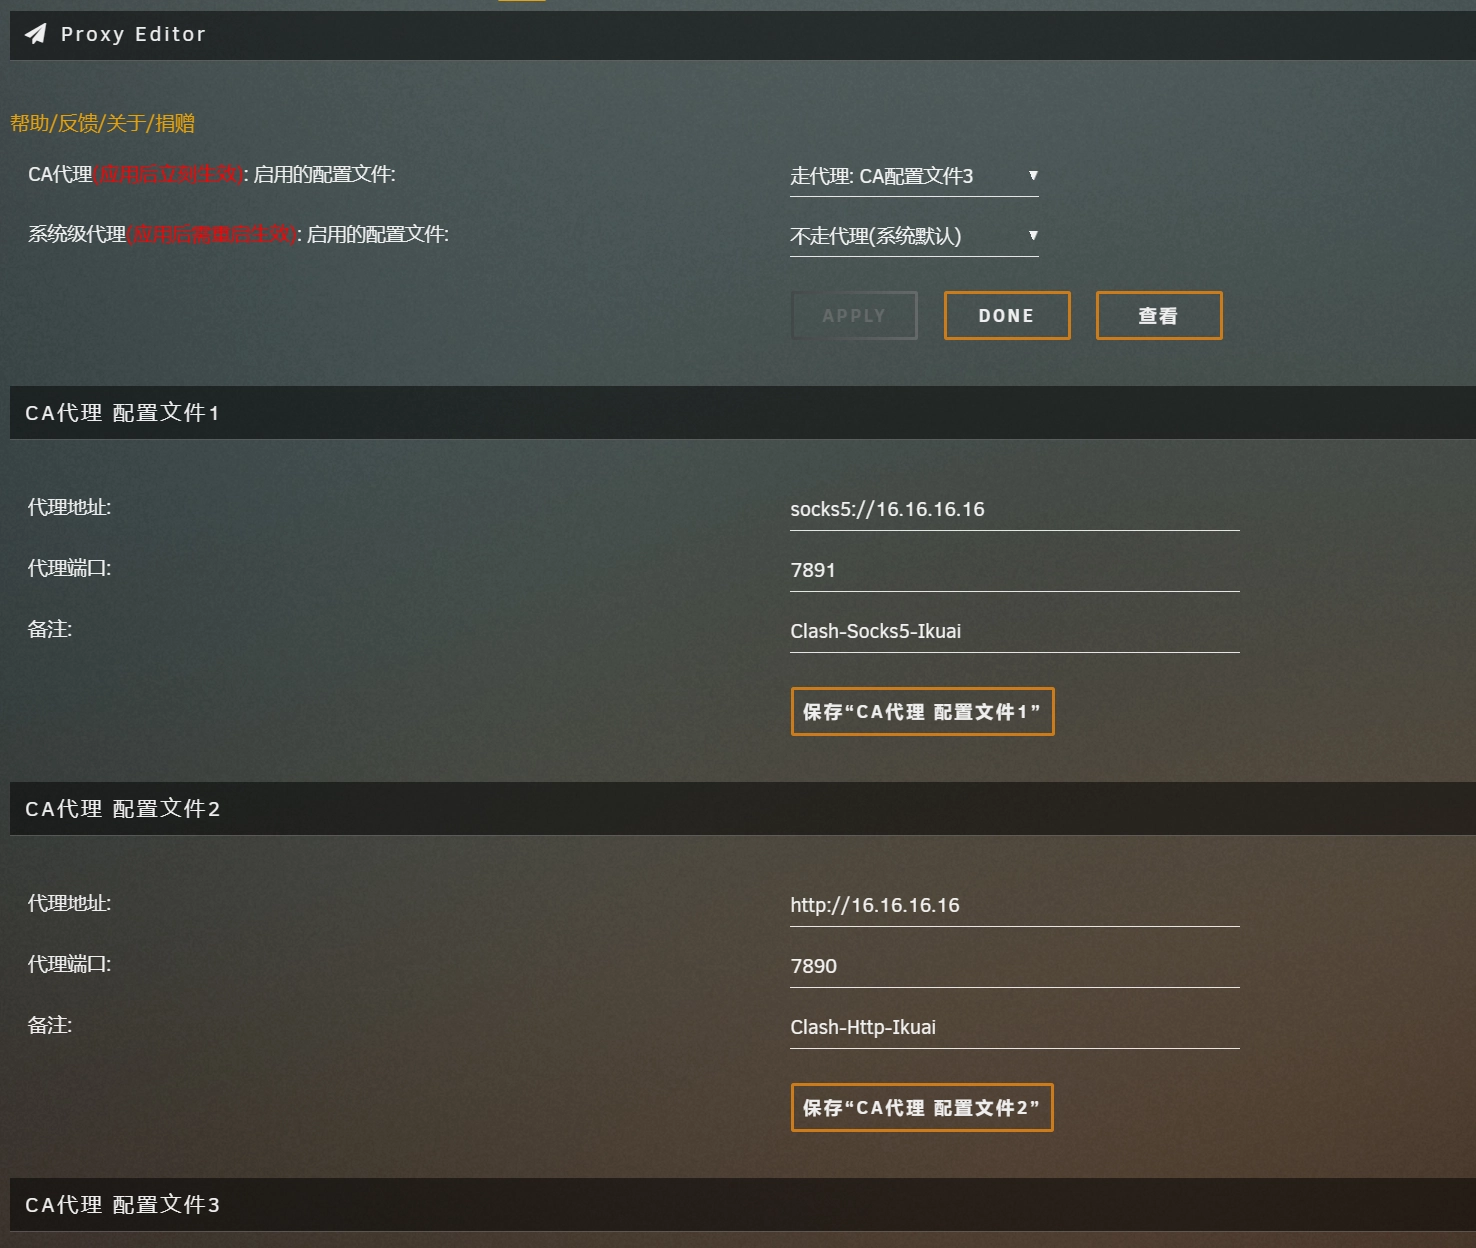 Proxy Editor
帮助/反馈/关于/捐赠
CA代理(应用后立刻生效): 启用的配置文件:
走代理: CA配置文件3
系统级代理(应用后需重启生效): 启用的配置文件:
不走代理(系统默认)
APPLY
DONE
查看
CA代理 配置文件1
代理地址:
socks5://16.16.16.16
代理端口:
7891
备注:
Clash-Socks5-Ikuai
保存“CA代理 配置文件1”
CA代理 配置文件2
代理地址:
http://16.16.16.16
代理端口:
7890
备注:
Clash-Http-Ikuai
保存“CA代理 配置文件2”
CA代理 配置文件3